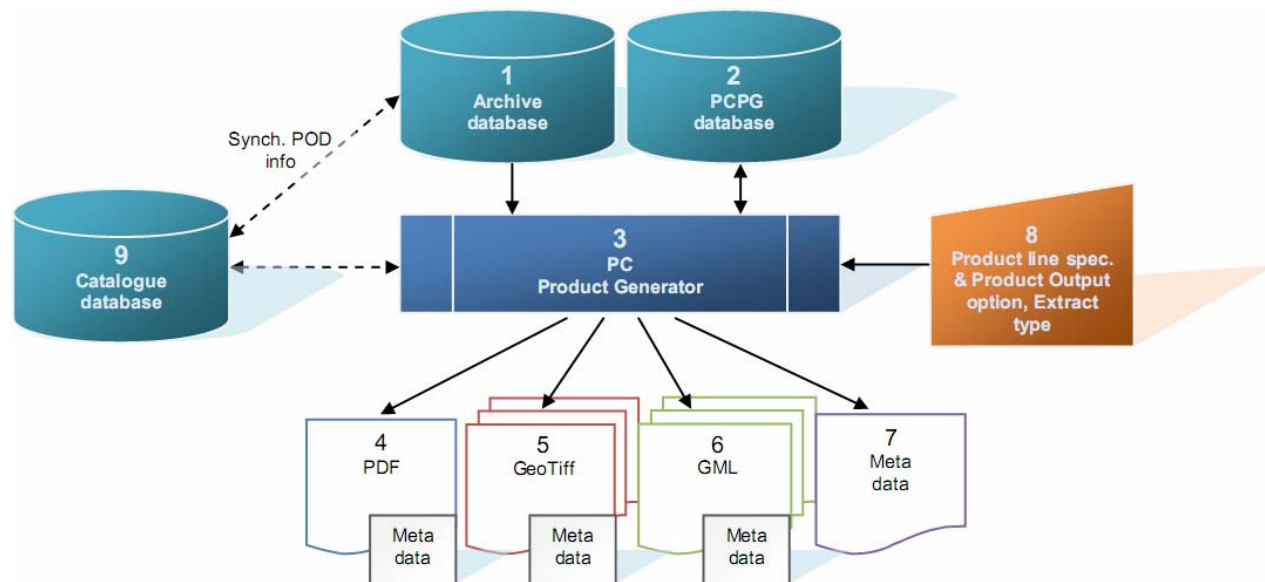 1
Archive
database
2
PCPG
database
Synch. POD
info
9
Catalogue
database
3
PC
Product Generator
8
Product line spec.
& Product Output
option, Extract
type
4
PDF
5
GeoTiff
6
GML
7
Meta
data
Meta
data
Meta
data
Meta
data